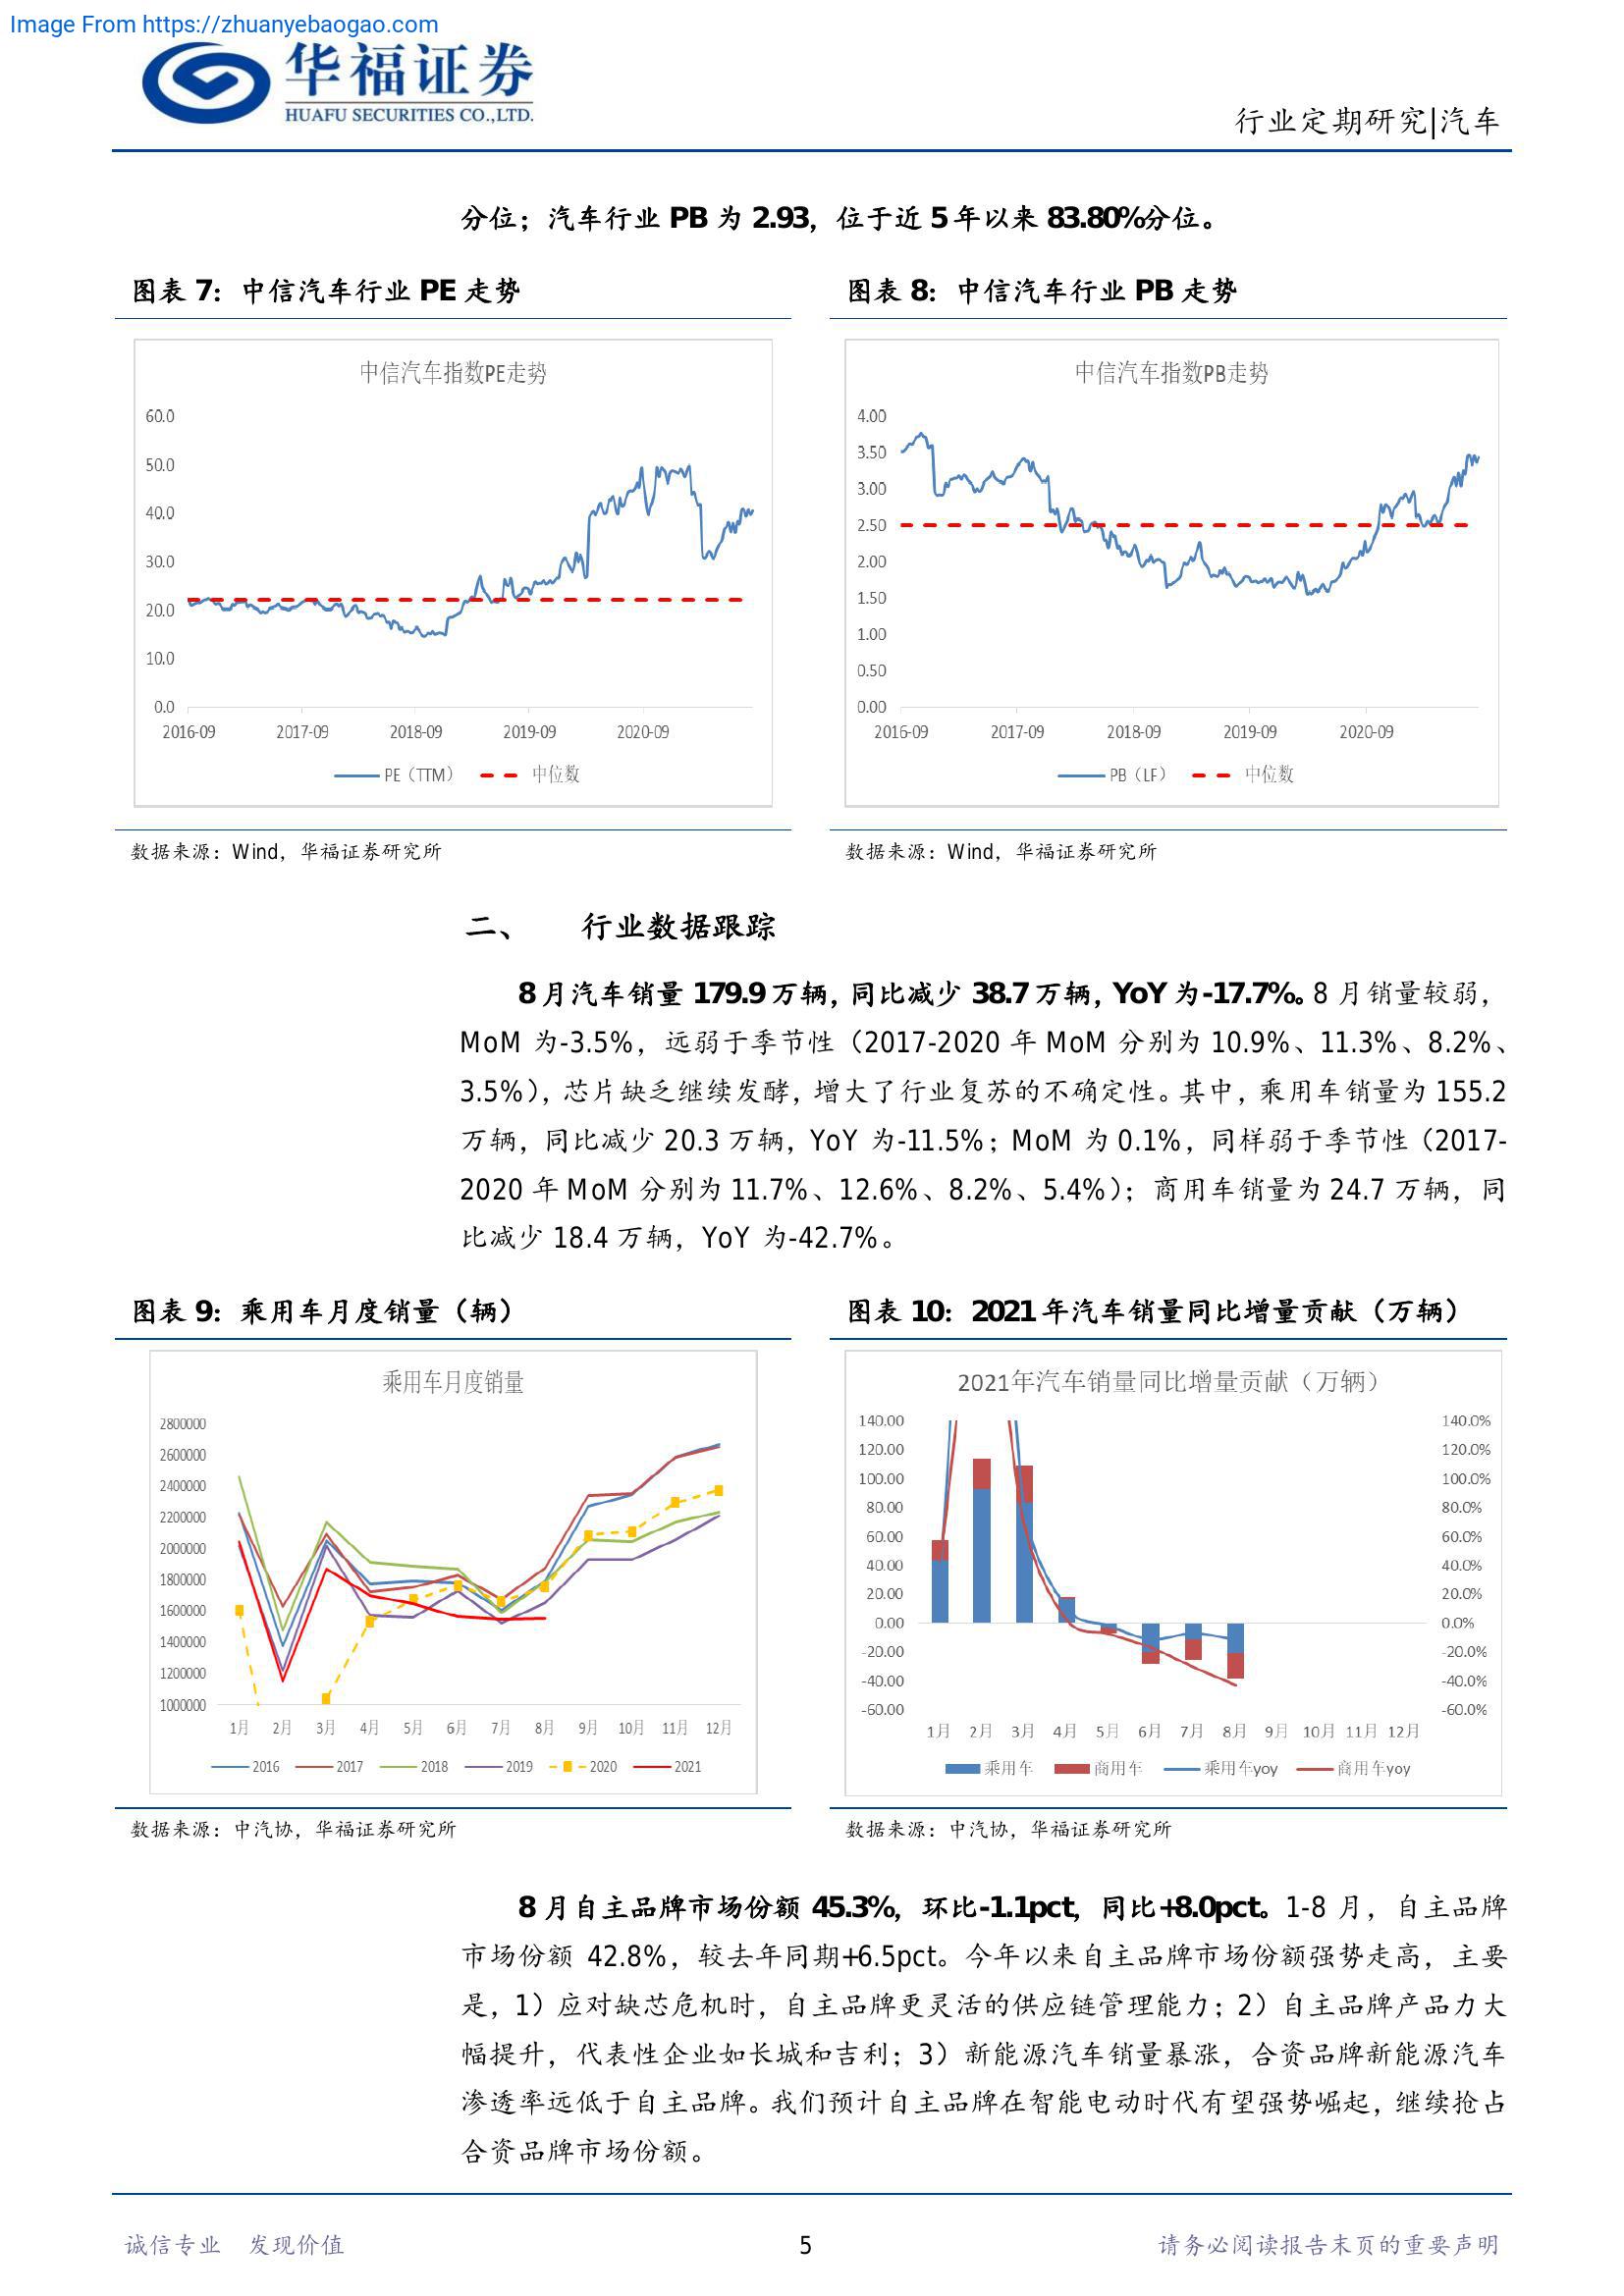 Image From https://zhuanyebaogao.com
华福证券
HUAFU SECURITIES CO.,LTD.
行业定期研究|汽车
分位；汽车行业 PB 为 2.93，位于近 5 年以来 83.80%分位。
图表 7：中信汽车行业 PE 走势
图表 8：中信汽车行业 PB 走势
中信汽车指数PE走势
60.0
50.0
40.0
30.0
20.0
10.0
0.0
2016-09 2017-09 2018-09 2019-09 2020-09
PE（TTM） 中位数
中信汽车指数PB走势
4.00
3.50
3.00
2.50
2.00
1.50
1.00
0.50
0.00
2016-09 2017-09 2018-09 2019-09 2020-09
PB（LF） 中位数
数据来源：Wind，华福证券研究所
数据来源：Wind，华福证券研究所
二、 行业数据跟踪
8 月汽车销量 179.9 万辆，同比减少 38.7 万辆，YoY 为-17.7%。8 月销量较弱，
MoM 为-3.5%，远弱于季节性（2017-2020 年 MoM 分别为 10.9%、11.3%、8.2%、
3.5%），芯片缺乏继续发酵，增大了行业复苏的不确定性。其中，乘用车销量为 155.2
万辆，同比减少 20.3 万辆，YoY 为-11.5%；MoM 为 0.1%，同样弱于季节性（2017-
2020 年 MoM 分别为 11.7%、12.6%、8.2%、5.4%）；商用车销量为 24.7 万辆，同
比减少 18.4 万辆，YoY 为-42.7%。
图表 9：乘用车月度销量（辆）
图表 10：2021 年汽车销量同比增量贡献（万辆）
乘用车月度销量
2800000
2600000
2400000
2200000
2000000
1800000
1600000
1400000
1200000
1000000
1月 2月 3月 4月 5月 6月 7月 8月 9月 10月 11月 12月
2016 2017 2018 2019 2020 2021
2021年汽车销量同比增量贡献（万辆）
140.00 140.0%
120.00 120.0%
100.00 100.0%
80.00 80.0%
60.00 60.0%
40.00 40.0%
20.00 20.0%
0.00 0.0%
-20.00 -20.0%
-40.00 -40.0%
-60.00 -60.0%
1月 2月 3月 4月 5月 6月 7月 8月 9月 10月 11月 12月
乘用车 商用车 乘用车yoy 商用车yoy
数据来源：中汽协，华福证券研究所
数据来源：中汽协，华福证券研究所
8 月自主品牌市场份额 45.3%，环比-1.1pct，同比+8.0pct。1-8 月，自主品牌
市场份额 42.8%，较去年同期+6.5pct。今年以来自主品牌市场份额强势走高，主要
是，1）应对缺芯危机时，自主品牌更灵活的供应链管理能力；2）自主品牌产品力大
幅提升，代表性企业如长城和吉利；3）新能源汽车销量暴涨，合资品牌新能源汽车
渗透率远低于自主品牌。我们预计自主品牌在智能电动时代有望强势崛起，继续抢占
合资品牌市场份额。
诚信专业 发现价值
5
请务必阅读报告末页的重要声明